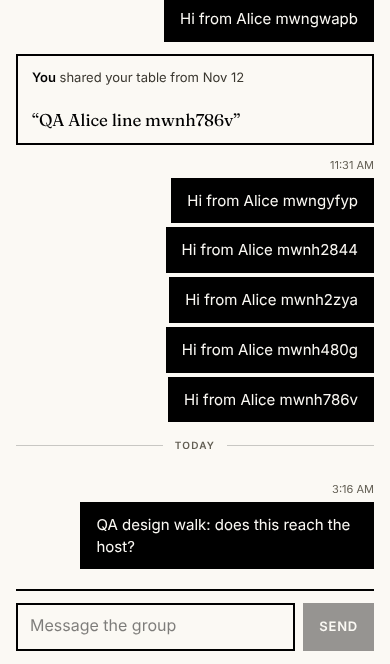 Hi from Alice mwngwapb
You shared your table from Nov 12
“QA Alice line mwnh786v”
11:31 AM
Hi from Alice mwngyfyp
Hi from Alice mwnh2844
Hi from Alice mwnh2zya
Hi from Alice mwnh480g
Hi from Alice mwnh786v
TODAY
3:16 AM
QA design walk: does this reach the
host?
Message the group
SEND